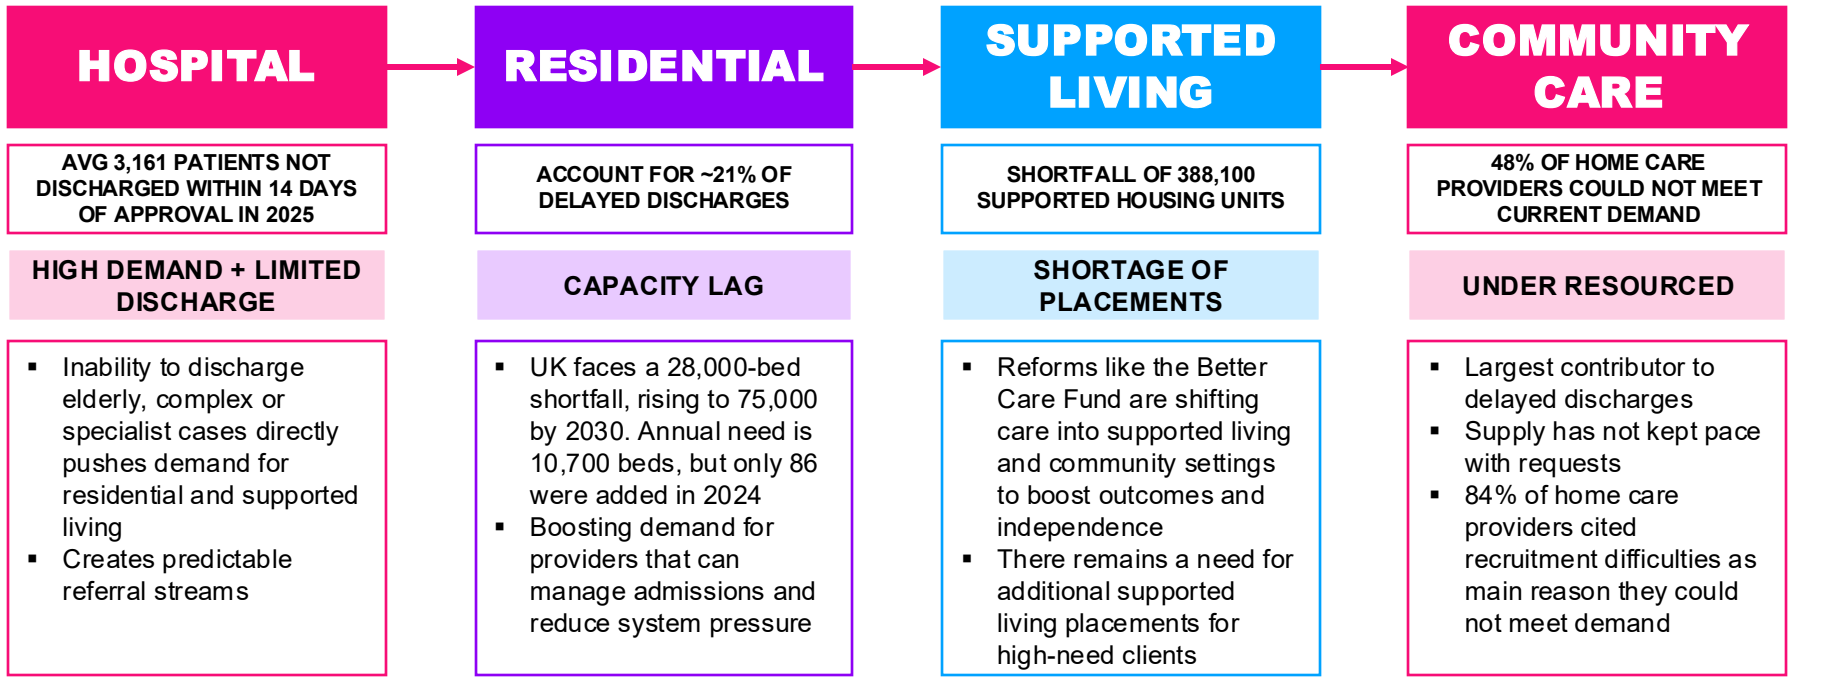 HOSPITAL
RESIDENTIAL
SUPPORTED
LIVING
COMMUNITY
CARE
AVG 3,161 PATIENTS NOT
DISCHARGED WITHIN 14 DAYS
OF APPROVAL IN 2025
ACCOUNT FOR ~21% OF
DELAYED DISCHARGES
SHORTFALL OF 388,100
SUPPORTED HOUSING UNITS
48% OF HOME CARE
PROVIDERS COULD NOT MEET
CURRENT DEMAND
HIGH DEMAND + LIMITED
DISCHARGE
CAPACITY LAG
SHORTAGE OF
PLACEMENTS
UNDER RESOURCED
▪ Inability to discharge
elderly, complex or
specialist cases directly
pushes demand for
residential and supported
living
▪ Creates predictable
referral streams
▪ UK faces a 28,000-bed
shortfall, rising to 75,000
by 2030. Annual need is
10,700 beds, but only 86
were added in 2024
▪ Boosting demand for
providers that can
manage admissions and
reduce system pressure
▪ Reforms like the Better
Care Fund are shifting
care into supported living
and community settings
to boost outcomes and
independence
▪ There remains a need for
additional supported
living placements for
high-need clients
▪ Largest contributor to
delayed discharges
▪ Supply has not kept pace
with requests
▪ 84% of home care
providers cited
recruitment difficulties as
main reason they could
not meet demand